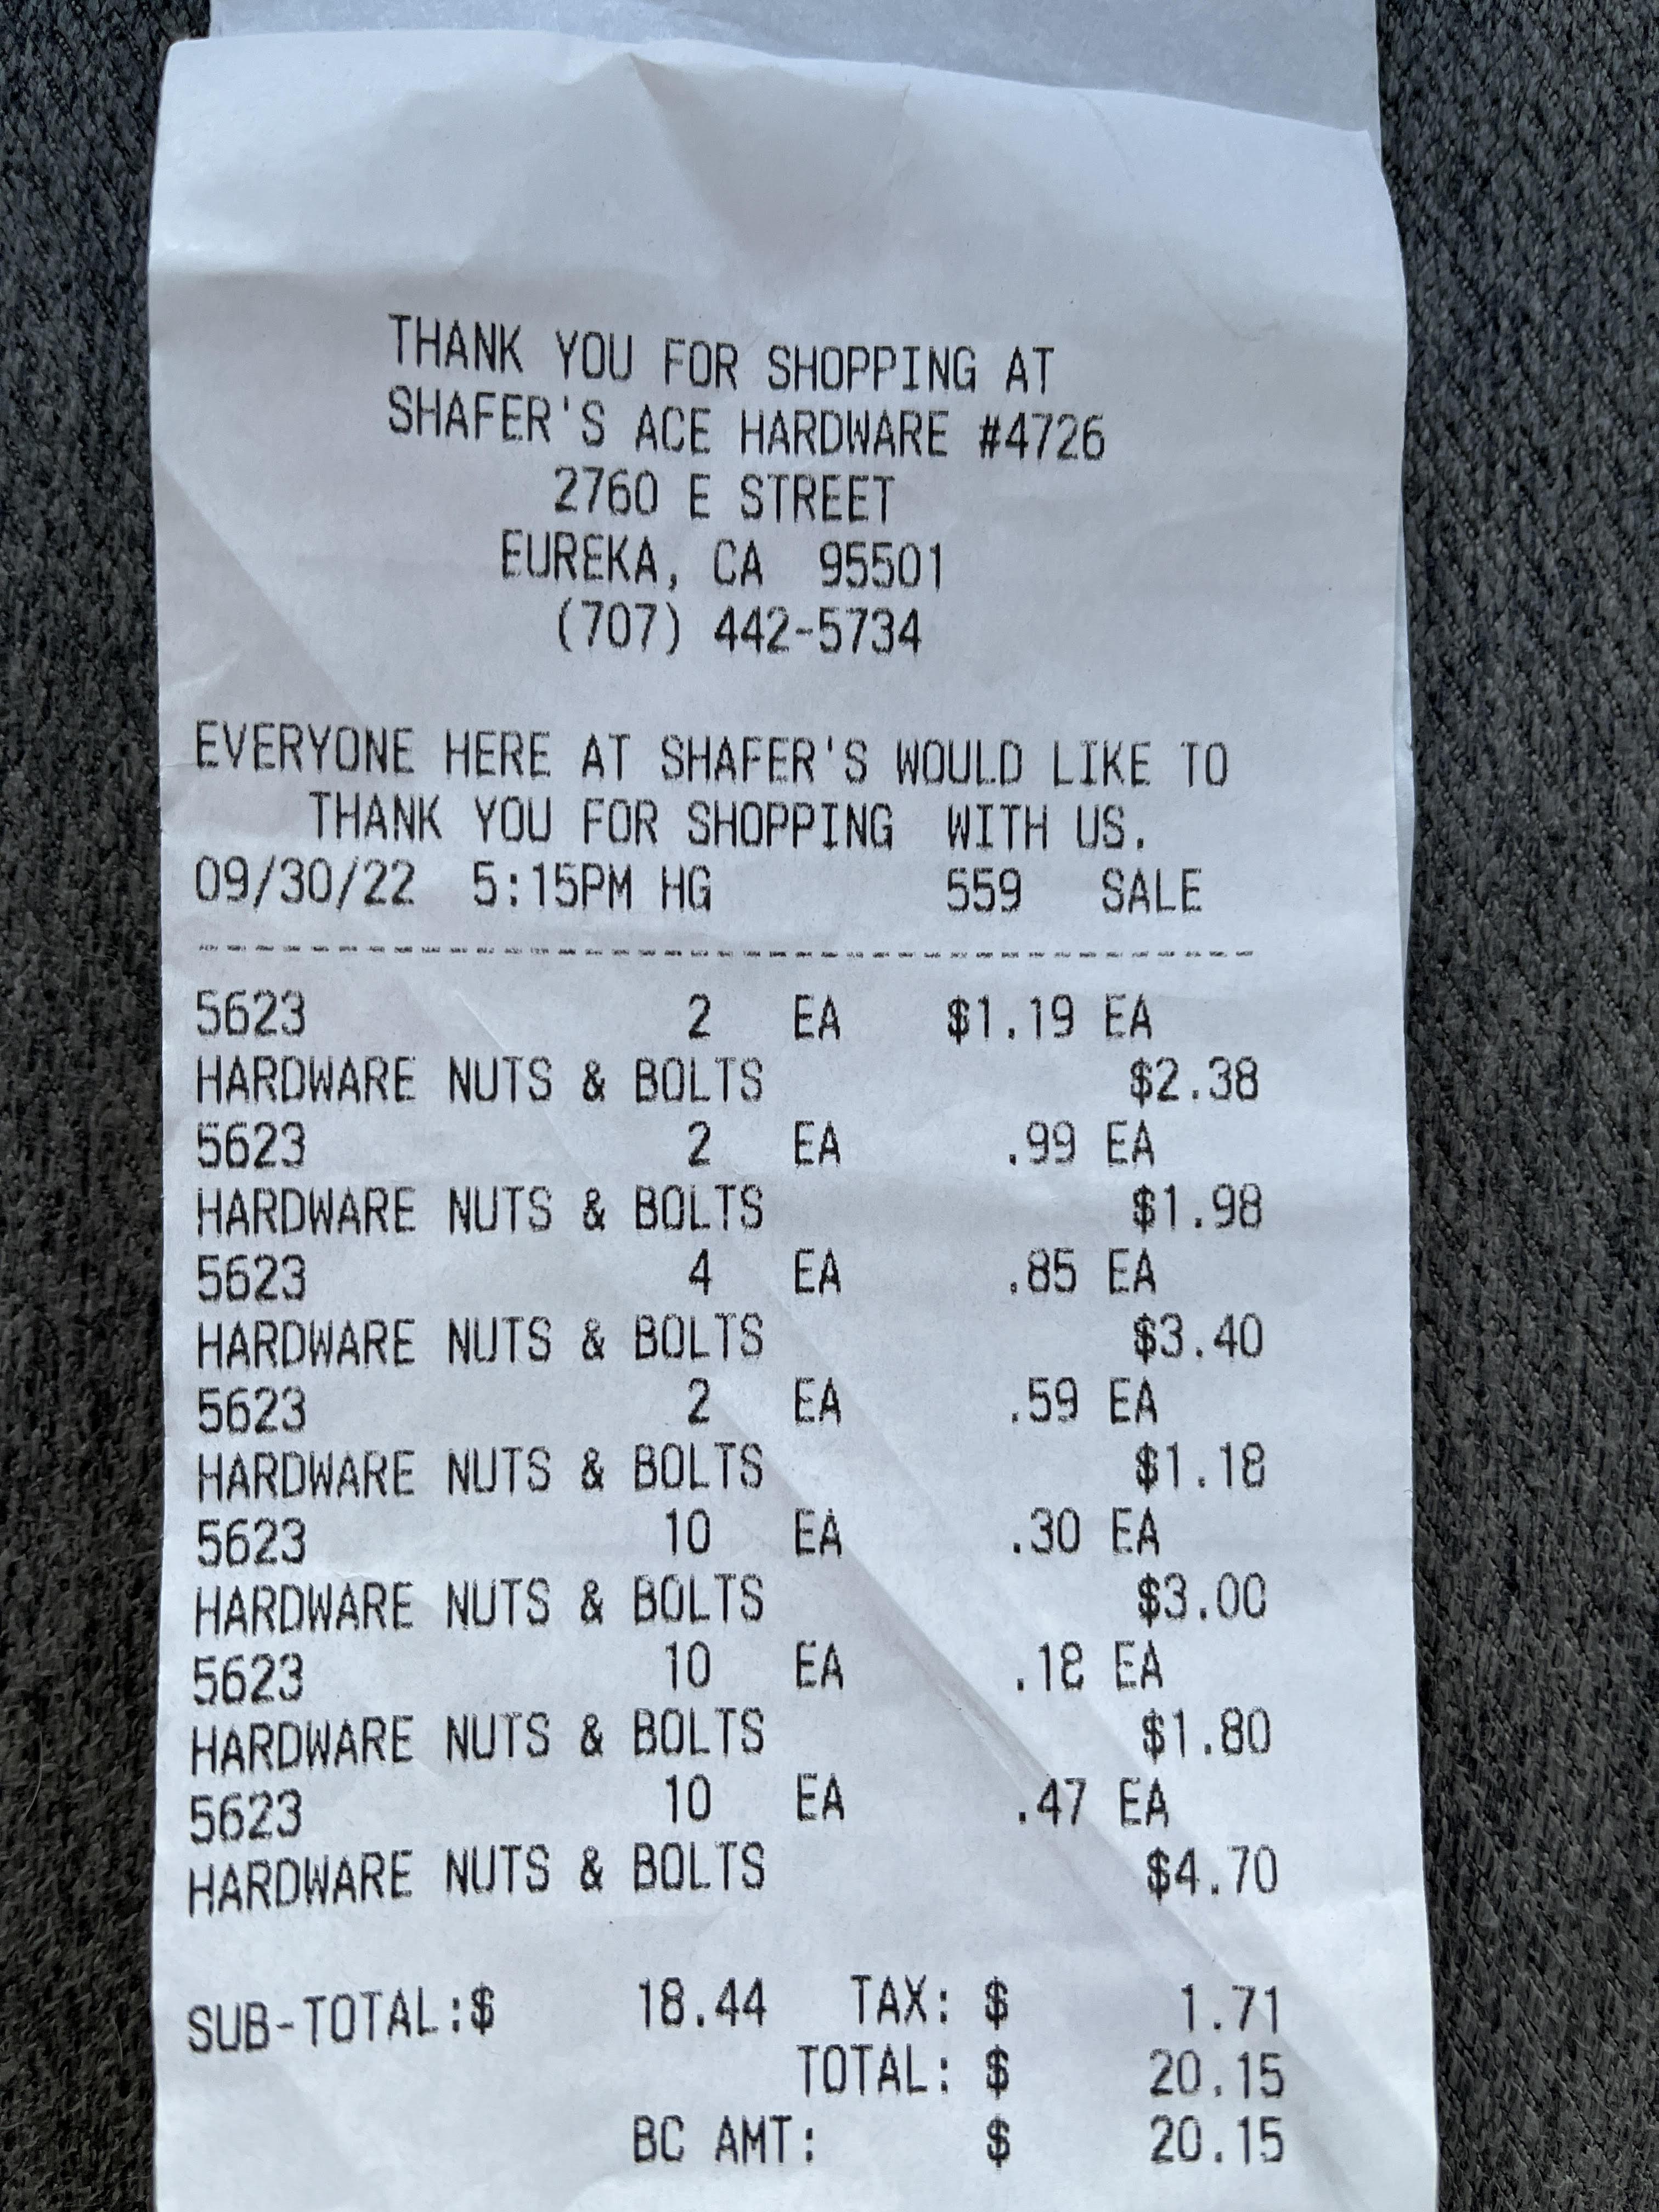 THANK YOU FOR SHOPPING AT
SHAFER'S ACE HARDWARE #4726
2760 E STREET
EUREKA, CA 95501
(707) 442-5734
EVERYONE HERE AT SHAFER'S WOULD LIKE TO
THANK YOU FOR SHOPPING WITH US.
09/30/22 5:15PM HG 559 SALE
----------------------------------------
5623 2 EA $1.19 EA
HARDWARE NUTS & BOLTS $2.38
5623 2 EA .99 EA
HARDWARE NUTS & BOLTS $1.98
5623 4 EA .85 EA
HARDWARE NUTS & BOLTS $3.40
5623 2 EA .59 EA
HARDWARE NUTS & BOLTS $1.18
5623 10 EA .30 EA
HARDWARE NUTS & BOLTS $3.00
5623 10 EA .18 EA
HARDWARE NUTS & BOLTS $1.80
5623 10 EA .47 EA
HARDWARE NUTS & BOLTS $4.70
SUB-TOTAL:$ 18.44 TAX: $ 1.71
TOTAL: $ 20.15
BC AMT: $ 20.15